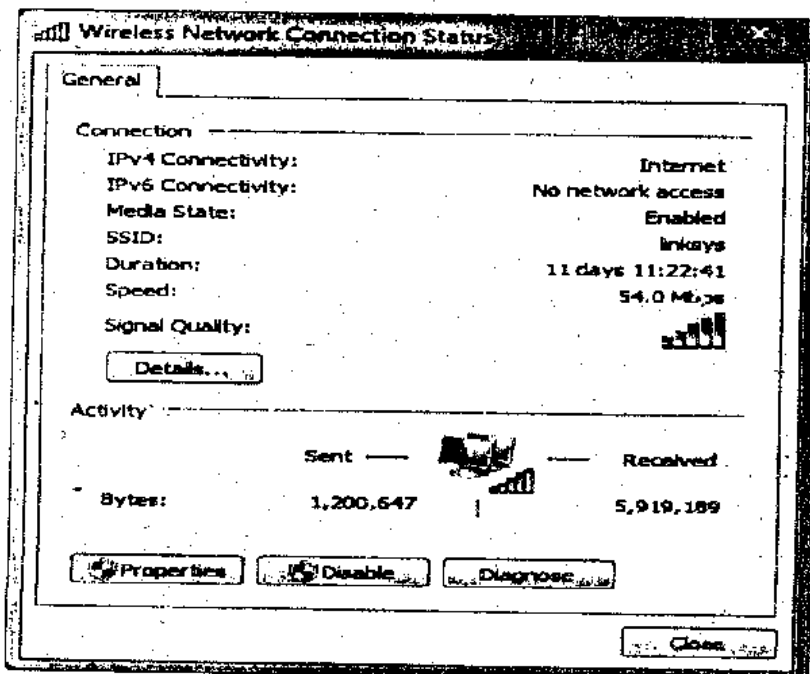 Wireless Network Connection Status
General
Connection
IPv4 Connectivity: Internet
IPv6 Connectivity: No network access
Media State: Enabled
SSID: linksys
Duration: 11 days 11:22:41
Speed: 54.0 Mbps
Signal Quality:
Details...
Activity
Sent Received
Bytes: 1,200,647 5,919,189
Properties Disable Diagnose
Close